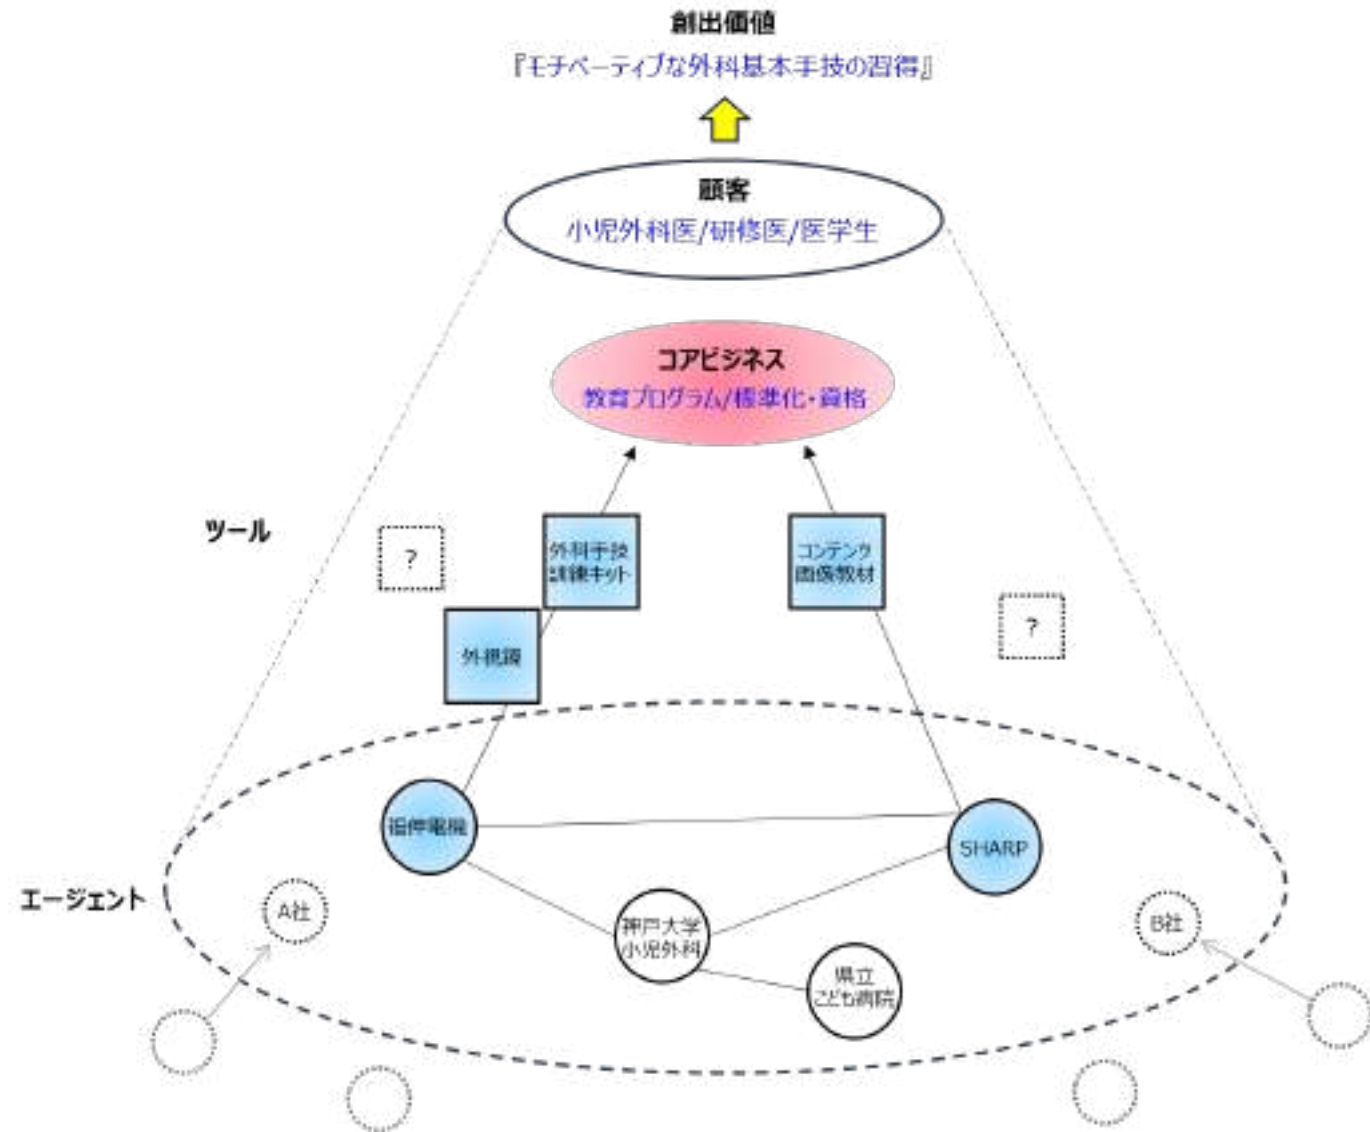 創出価値
『モチベーティブな外科基本手技の習得』
顧客
小児外科医/研修医/医学生
コアビジネス
教育プログラム/標準化・資格
ツール
?
外科手技
訓練キット
コンテンツ
画像教材
?
外視鏡
電機
SHARP
エージェント
A社
神戸大学
小児外科
B社
県立
こども病院